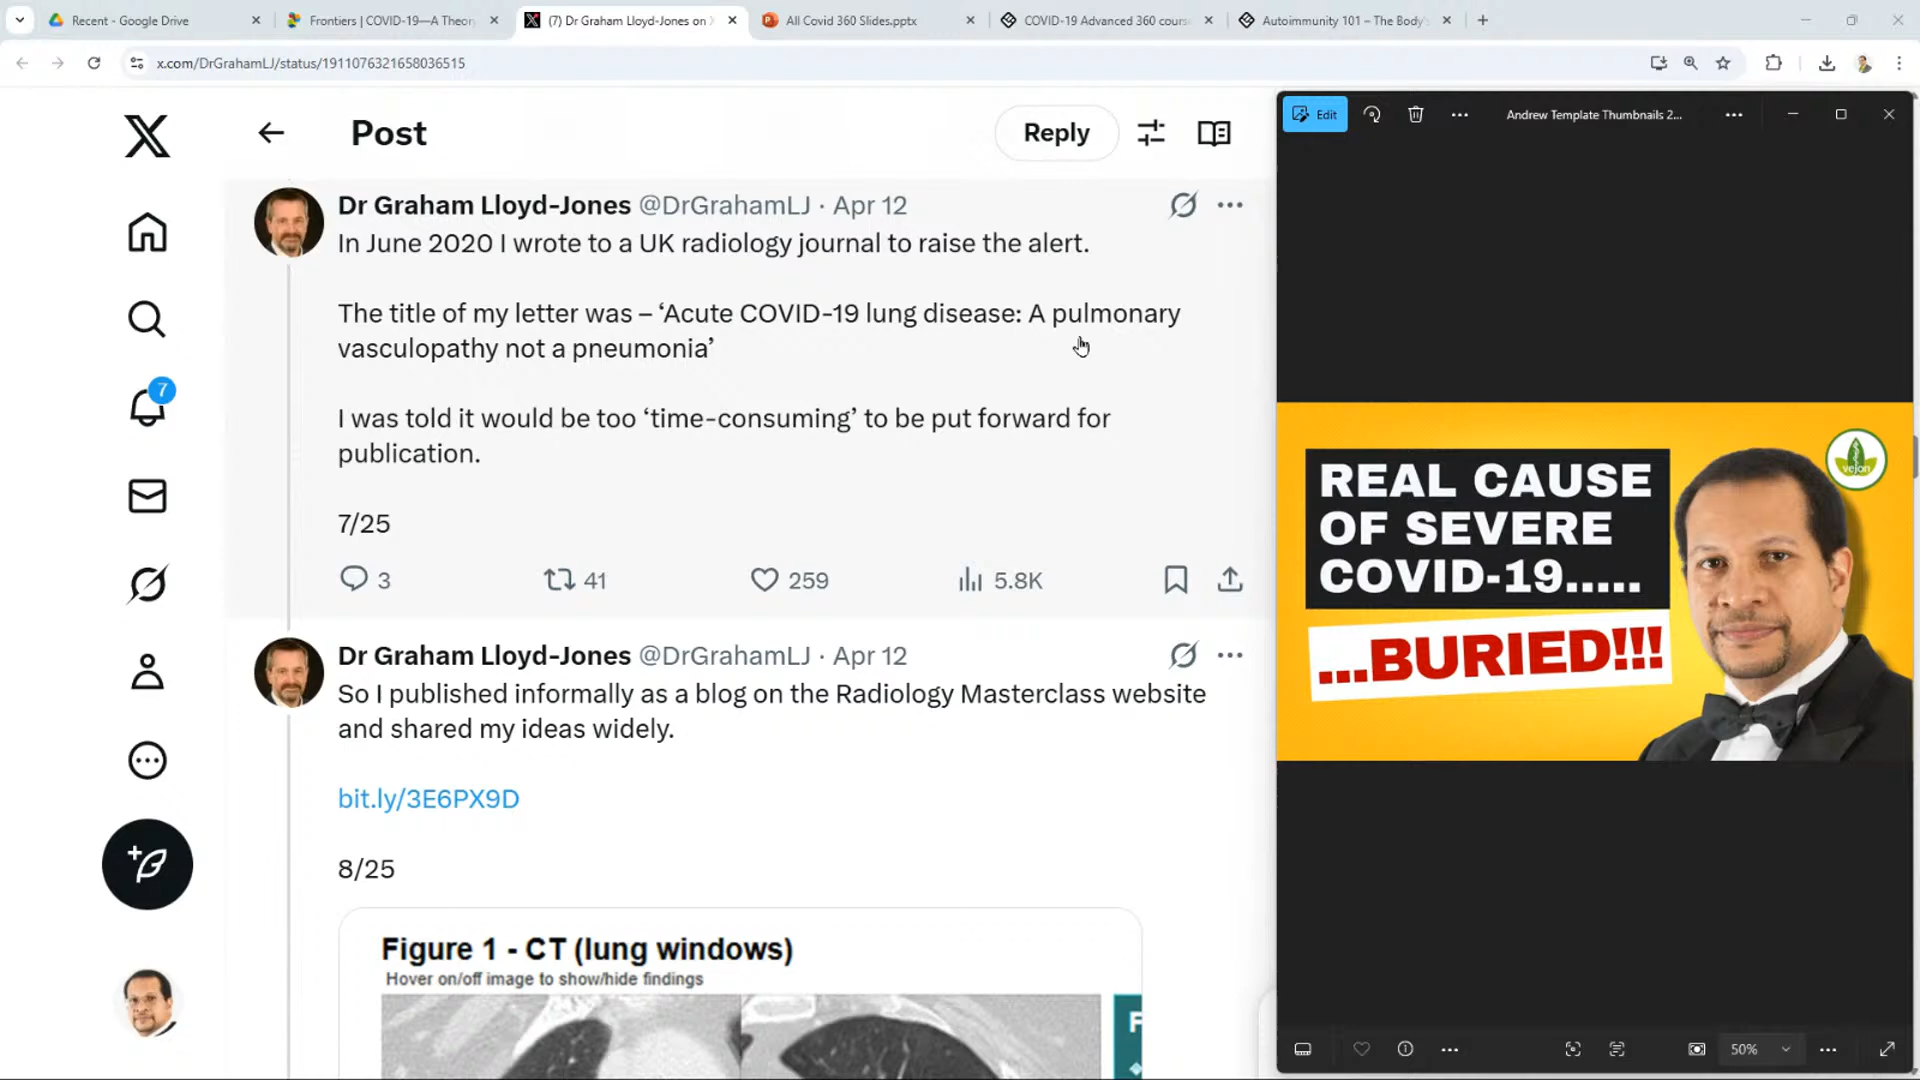 Recent - Google Drive
Frontiers | COVID-19—A Theor
(7) Dr Graham Lloyd-Jones on X
All Covid 360 Slides.pptx
COVID-19 Advanced 360 cours
Autoimmunity 101 – The Body's
x.com/DrGrahamLJ/status/1911076321658036515
Post
Reply
7
Dr Graham Lloyd-Jones @DrGrahamLJ · Apr 12
In June 2020 I wrote to a UK radiology journal to raise the alert.
The title of my letter was – ‘Acute COVID-19 lung disease: A pulmonary
vasculopathy not a pneumonia’
I was told it would be too ‘time-consuming’ to be put forward for
publication.
7/25
3
41
259
5.8K
Dr Graham Lloyd-Jones @DrGrahamLJ · Apr 12
So I published informally as a blog on the Radiology Masterclass website
and shared my ideas widely.
bit.ly/3E6PX9D
8/25
Figure 1 - CT (lung windows)
Hover on/off image to show/hide findings
F
Edit
Andrew Template Thumbnails 2...
vejon
REAL CAUSE
OF SEVERE
COVID-19.....
...BURIED!!!
50%